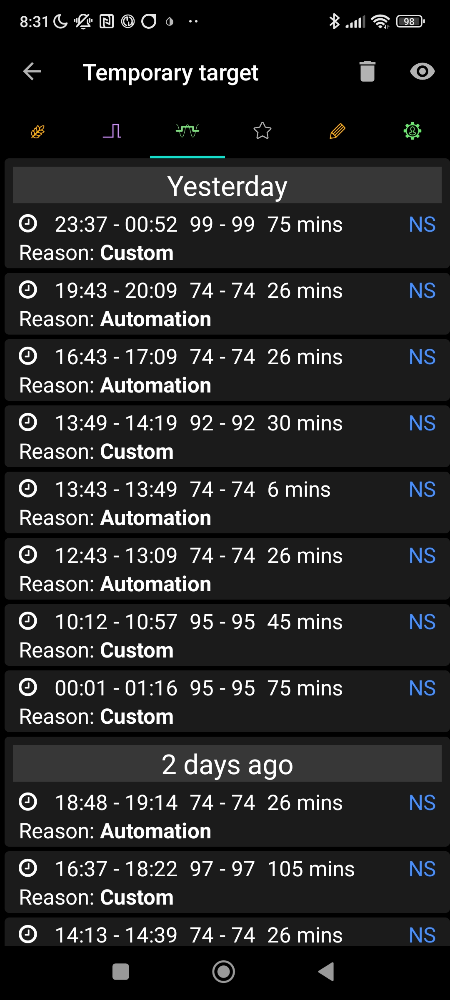 8:31 98
Temporary target
Yesterday
23:37 - 00:52 99 - 99 75 mins NS
Reason: Custom
19:43 - 20:09 74 - 74 26 mins NS
Reason: Automation
16:43 - 17:09 74 - 74 26 mins NS
Reason: Automation
13:49 - 14:19 92 - 92 30 mins NS
Reason: Custom
13:43 - 13:49 74 - 74 6 mins NS
Reason: Automation
12:43 - 13:09 74 - 74 26 mins NS
Reason: Automation
10:12 - 10:57 95 - 95 45 mins NS
Reason: Custom
00:01 - 01:16 95 - 95 75 mins NS
Reason: Custom
2 days ago
18:48 - 19:14 74 - 74 26 mins NS
Reason: Automation
16:37 - 18:22 97 - 97 105 mins NS
Reason: Custom
14:13 - 14:39 74 - 74 26 mins NS